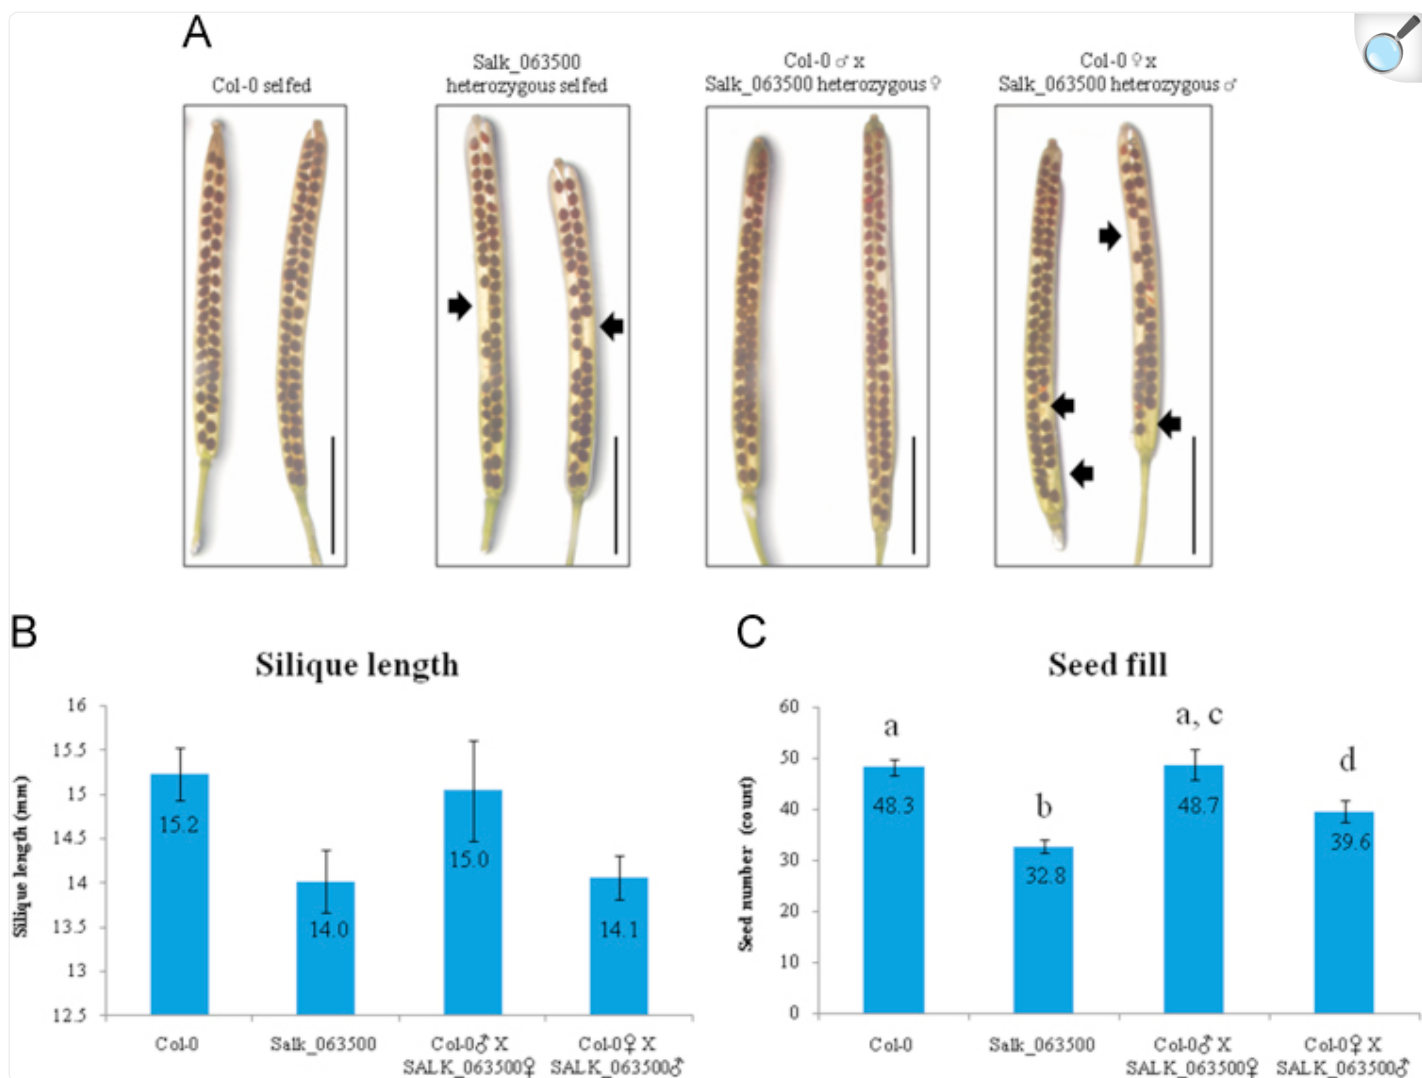 A
Col-0 selfed
Salk_063500
heterozygous selfed
Col-0 ♂ x
Salk_063500 heterozygous ♀
Col-0 ♀ x
Salk_063500 heterozygous ♂
B
Silique length
Silique length (mm)
16
15.5
15
14.5
14
13.5
13
12.5
15.2
14.0
15.0
14.1
Col-0
Salk_063500
Col-0♂ X
SALK_063500♀
Col-0♀ X
SALK_063500♂
C
Seed fill
Seed number (count)
60
50
40
30
20
10
0
a
b
a, c
d
48.3
32.8
48.7
39.6
Col-0
Salk_063500
Col-0♂ X
SALK_063500♀
Col-0♀ X
SALK_063500♂